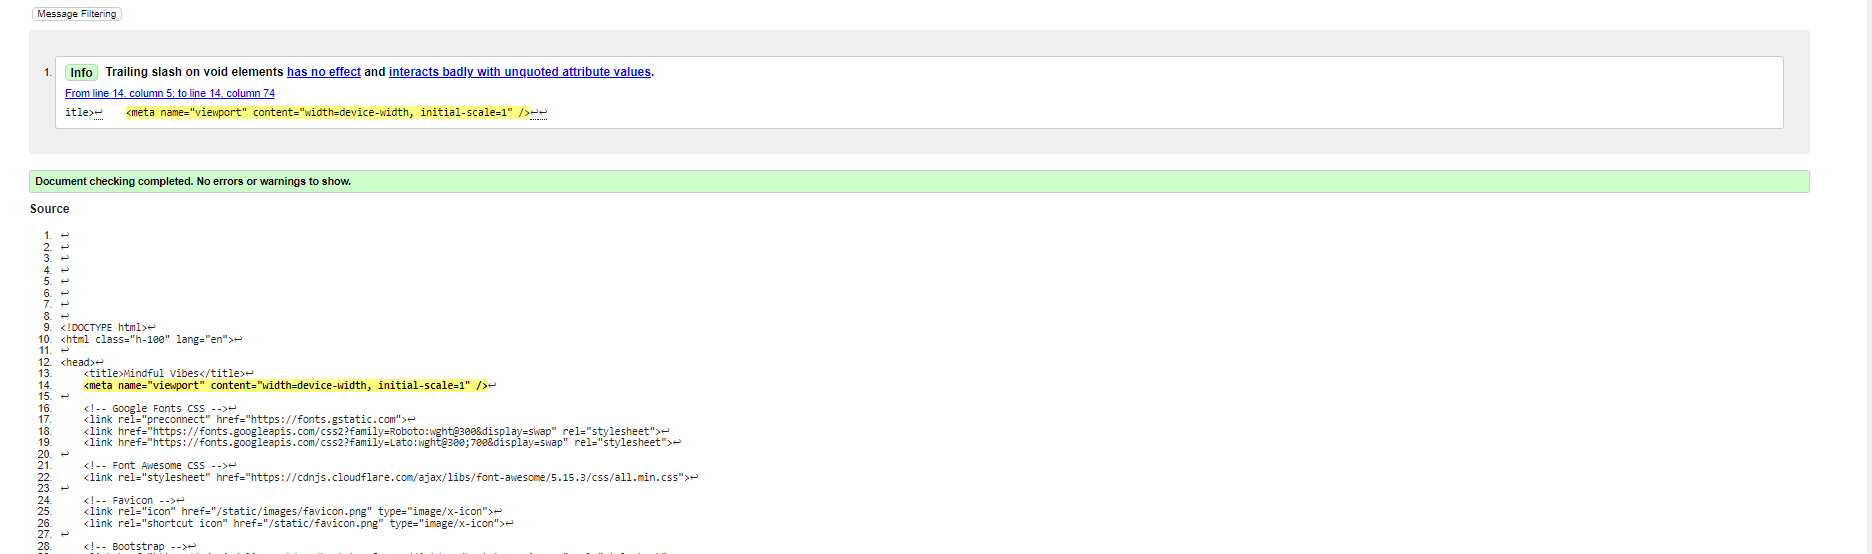 Message Filtering
1. Info Trailing slash on void elements has no effect and interacts badly with unquoted attribute values.
From line 14, column 5; to line 14, column 74
itle>↩ <meta name="viewport" content="width=device-width, initial-scale=1" />↩↩
Document checking completed. No errors or warnings to show.
Source
1. ↩
2. ↩
3. ↩
4. ↩
5. ↩
6. ↩
7. ↩
8. ↩
9. <!DOCTYPE html>↩
10. <html class="h-100" lang="en">↩
11. ↩
12. <head>↩
13. <title>Mindful Vibes</title>↩
14. <meta name="viewport" content="width=device-width, initial-scale=1" />↩
15. ↩
16. <!-- Google Fonts CSS -->↩
17. <link rel="preconnect" href="https://fonts.gstatic.com">↩
18. <link href="https://fonts.googleapis.com/css2?family=Roboto:wght@300&display=swap" rel="stylesheet">↩
19. <link href="https://fonts.googleapis.com/css2?family=Lato:wght@300;700&display=swap" rel="stylesheet">↩
20. ↩
21. <!-- Font Awesome CSS -->↩
22. <link rel="stylesheet" href="https://cdnjs.cloudflare.com/ajax/libs/font-awesome/5.15.3/css/all.min.css">↩
23. ↩
24. <!-- Favicon -->↩
25. <link rel="icon" href="/static/images/favicon.png" type="image/x-icon">↩
26. <link rel="shortcut icon" href="/static/favicon.png" type="image/x-icon">↩
27. ↩
28. <!-- Bootstrap -->↩